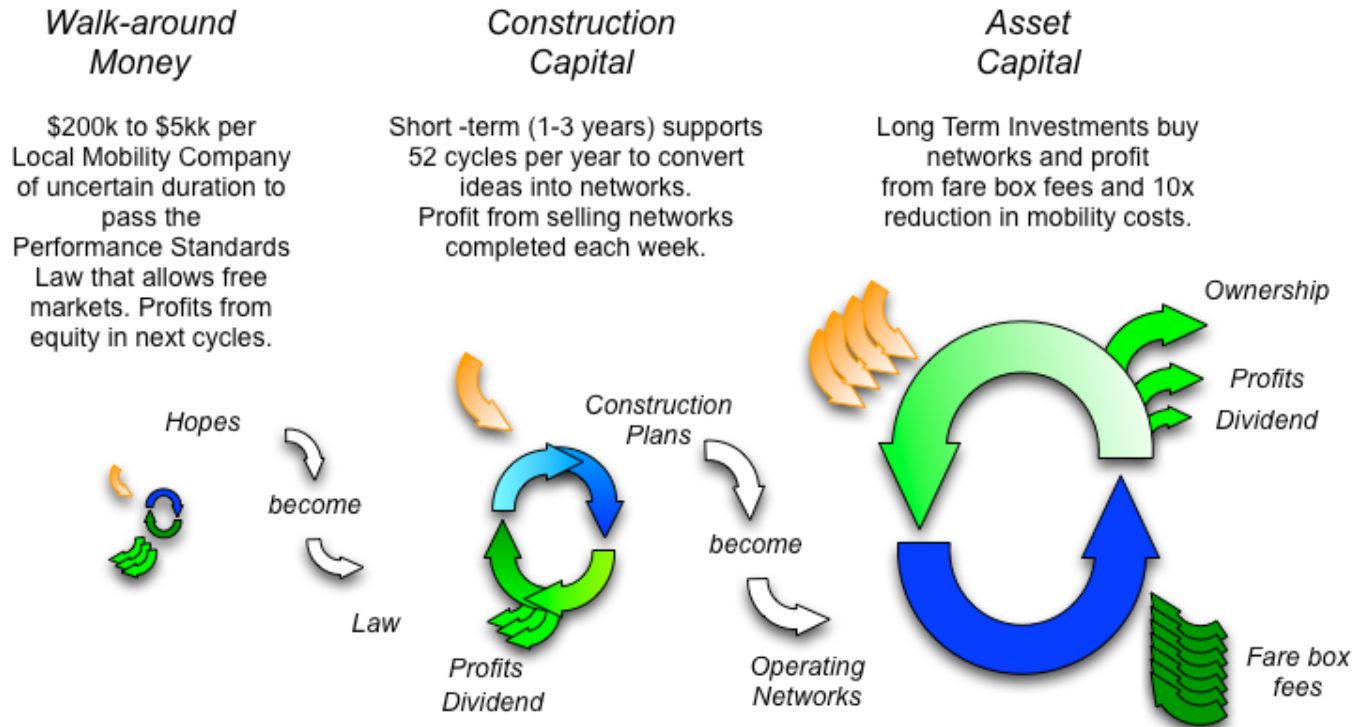 Walk-around
Money
$200k to $5kk per
Local Mobility Company
of uncertain duration to
pass the
Performance Standards
Law that allows free
markets. Profits from
equity in next cycles.
Hopes
become
Law
Construction
Capital
Short -term (1-3 years) supports
52 cycles per year to convert
ideas into networks.
Profit from selling networks
completed each week.
Construction
Plans
become
Operating
Networks
Profits
Dividend
Asset
Capital
Long Term Investments buy
networks and profit
from fare box fees and 10x
reduction in mobility costs.
Ownership
Profits
Dividend
Fare box
fees